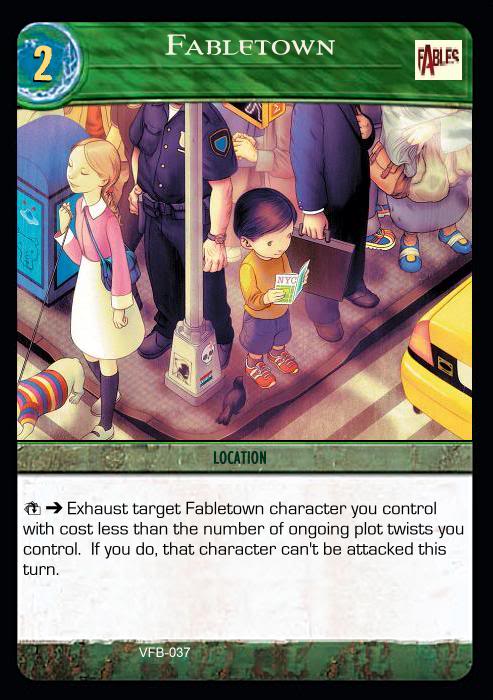 2
FABLETOWN
FABLES
NYC
LOCATION
➔ Exhaust target Fabletown character you control
with cost less than the number of ongoing plot twists you
control.  If you do, that character can't be attacked this
turn.
VFB-037